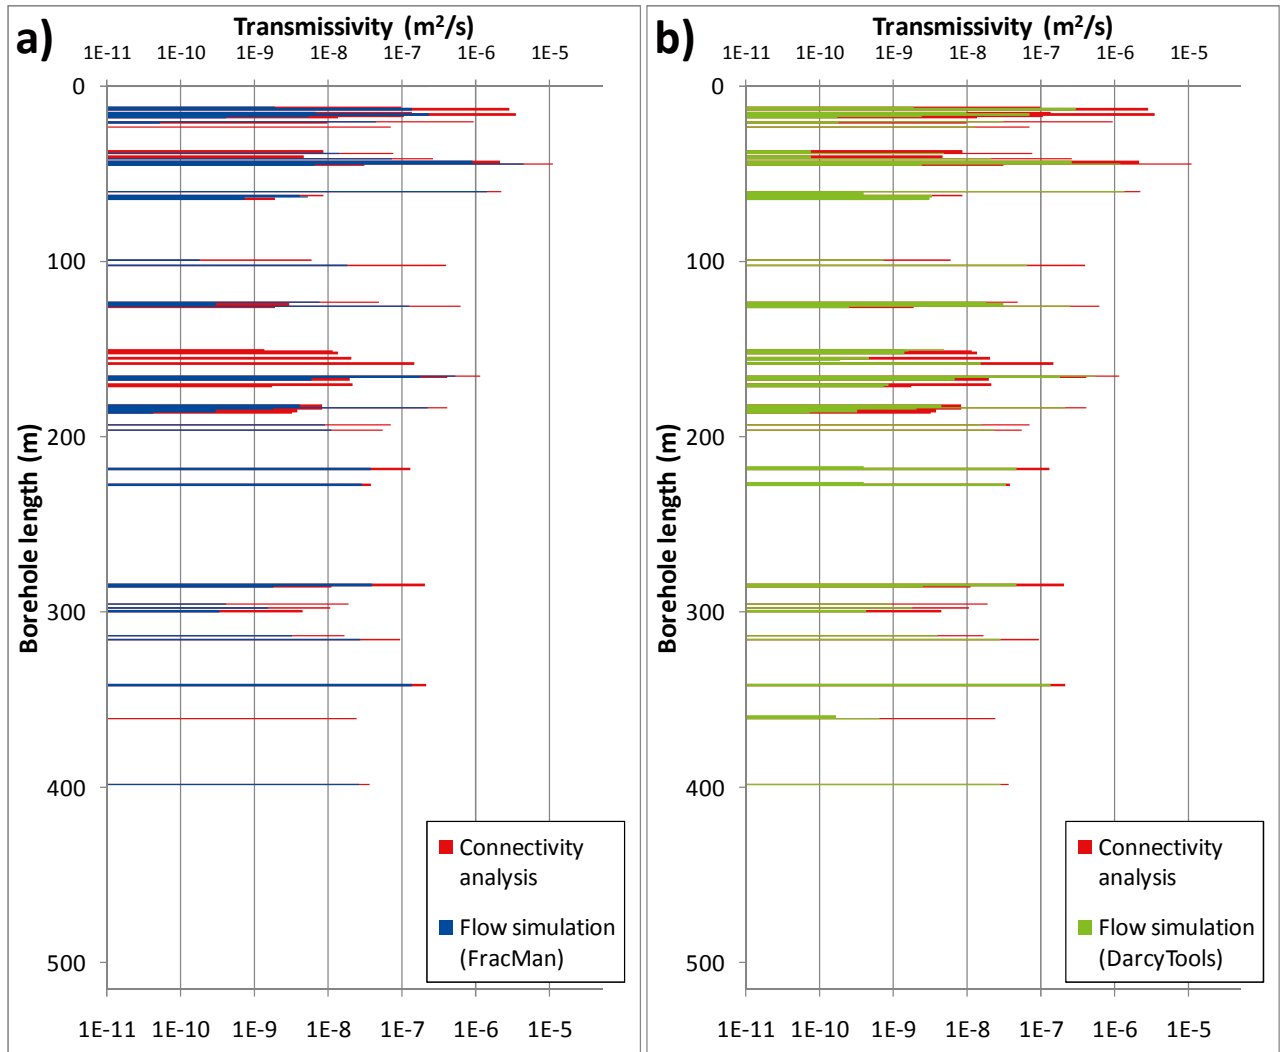 a)
Transmissivity (m²/s)
1E-11 1E-10 1E-9 1E-8 1E-7 1E-6 1E-5
Borehole length (m)
0
100
200
300
400
500
Connectivity
analysis
Flow simulation
(FracMan)
1E-11 1E-10 1E-9 1E-8 1E-7 1E-6 1E-5
b)
Transmissivity (m²/s)
1E-11 1E-10 1E-9 1E-8 1E-7 1E-6 1E-5
Borehole length (m)
0
100
200
300
400
500
Connectivity
analysis
Flow simulation
(DarcyTools)
1E-11 1E-10 1E-9 1E-8 1E-7 1E-6 1E-5